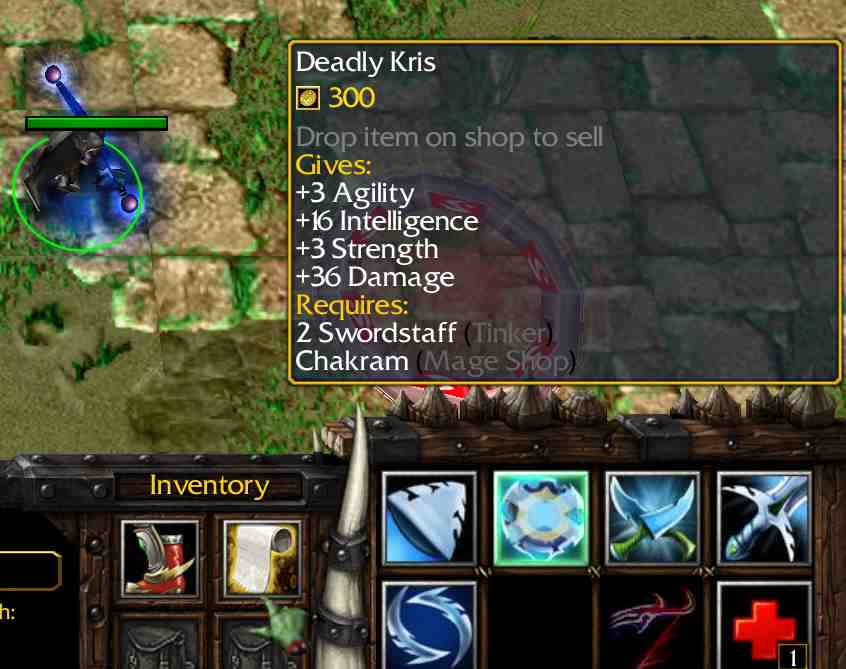 Deadly Kris
300
Drop item on shop to sell
Gives:
+3 Agility
+16 Intelligence
+3 Strength
+36 Damage
Requires:
2 Swordstaff (Tinker)
Chakram (Mage Shop)
Inventory
h:
1